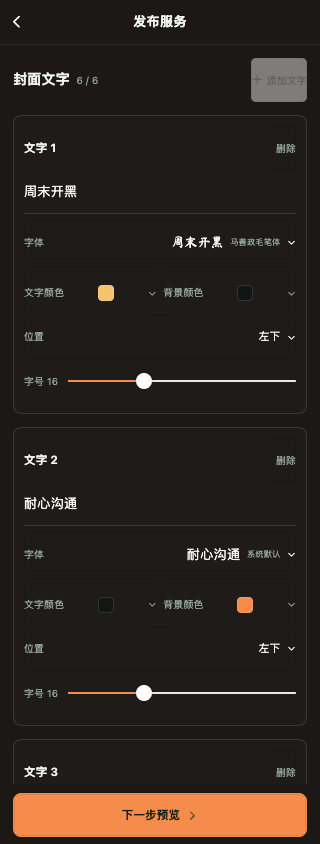 发布服务
封面文字 6 / 6
+ 添加文字
文字 1 删除
周末开黑
字体 周末开黑 马善政毛笔体
文字颜色 背景颜色
位置 左下
字号 16
文字 2 删除
耐心沟通
字体 耐心沟通 系统默认
文字颜色 背景颜色
位置 左下
字号 16
文字 3 删除
下一步预览